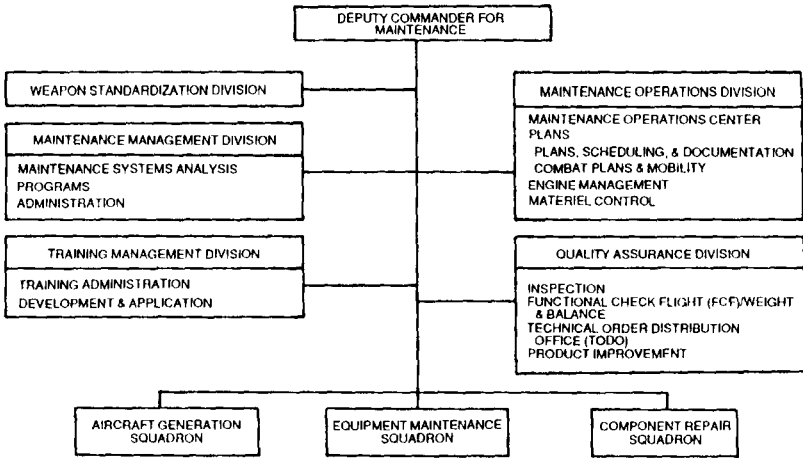 DEPUTY COMMANDER FOR
MAINTENANCE
WEAPON STANDARDIZATION DIVISION
MAINTENANCE MANAGEMENT DIVISION
MAINTENANCE SYSTEMS ANALYSIS
PROGRAMS
ADMINISTRATION
TRAINING MANAGEMENT DIVISION
TRAINING ADMINISTRATION
DEVELOPMENT & APPLICATION
MAINTENANCE OPERATIONS DIVISION
MAINTENANCE OPERATIONS CENTER
PLANS
PLANS, SCHEDULING, & DOCUMENTATION
COMBAT PLANS & MOBILITY
ENGINE MANAGEMENT
MATERIEL CONTROL
QUALITY ASSURANCE DIVISION
INSPECTION
FUNCTIONAL CHECK FLIGHT (FCF)/WEIGHT
& BALANCE
TECHNICAL ORDER DISTRIBUTION
OFFICE (TODO)
PRODUCT IMPROVEMENT
AIRCRAFT GENERATION
SQUADRON
EQUIPMENT MAINTENANCE
SQUADRON
COMPONENT REPAIR
SQUADRON